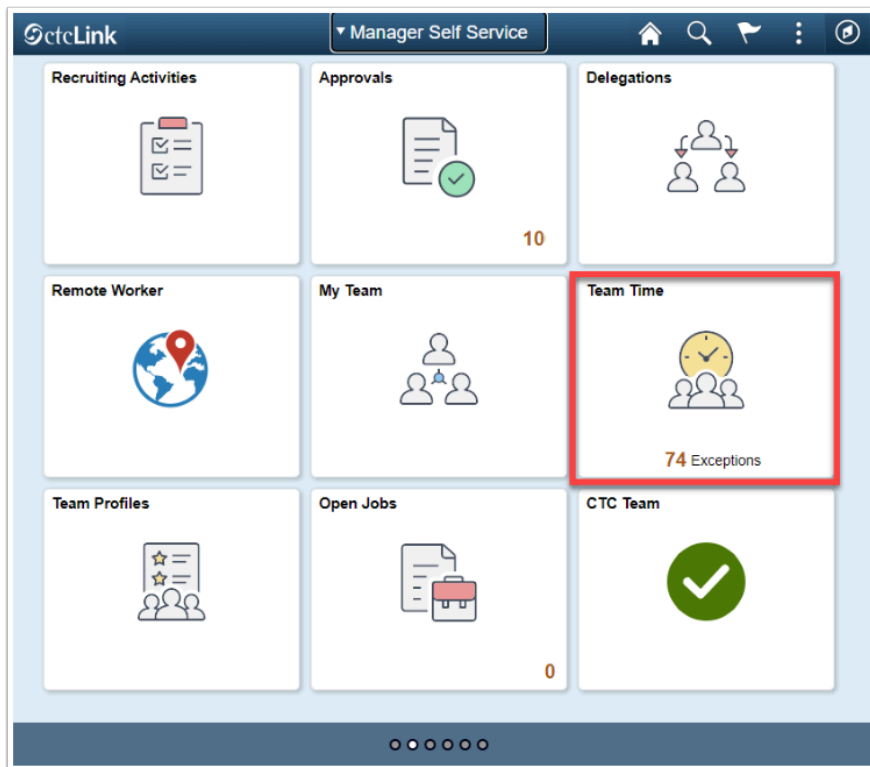 ctcLink
Manager Self Service
Recruiting Activities
Approvals
10
Delegations
Remote Worker
My Team
Team Time
74 Exceptions
Team Profiles
Open Jobs
0
CTC Team